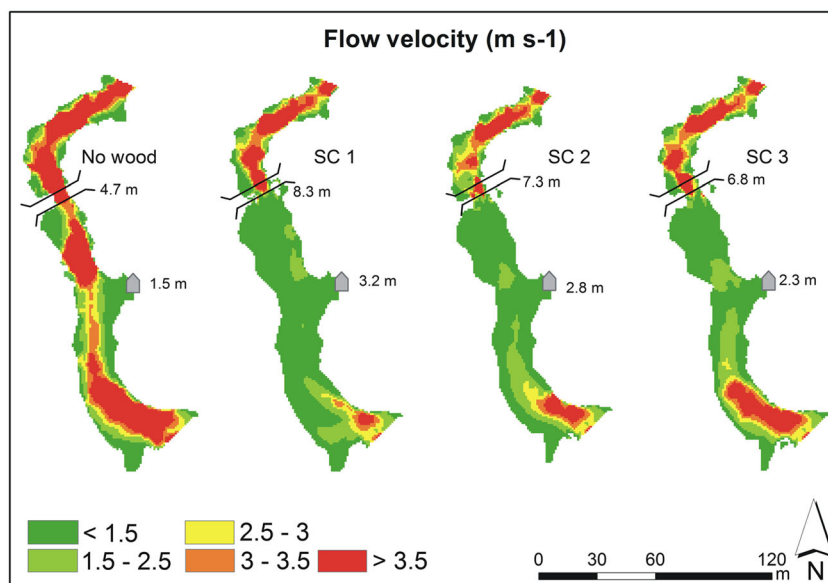 Flow velocity (m s-1)
No wood
SC 1
SC 2
SC 3
4.7 m
8.3 m
7.3 m
6.8 m
1.5 m
3.2 m
2.8 m
2.3 m
< 1.5
2.5 - 3
1.5 - 2.5
3 - 3.5
> 3.5
0 30 60 120
m
N